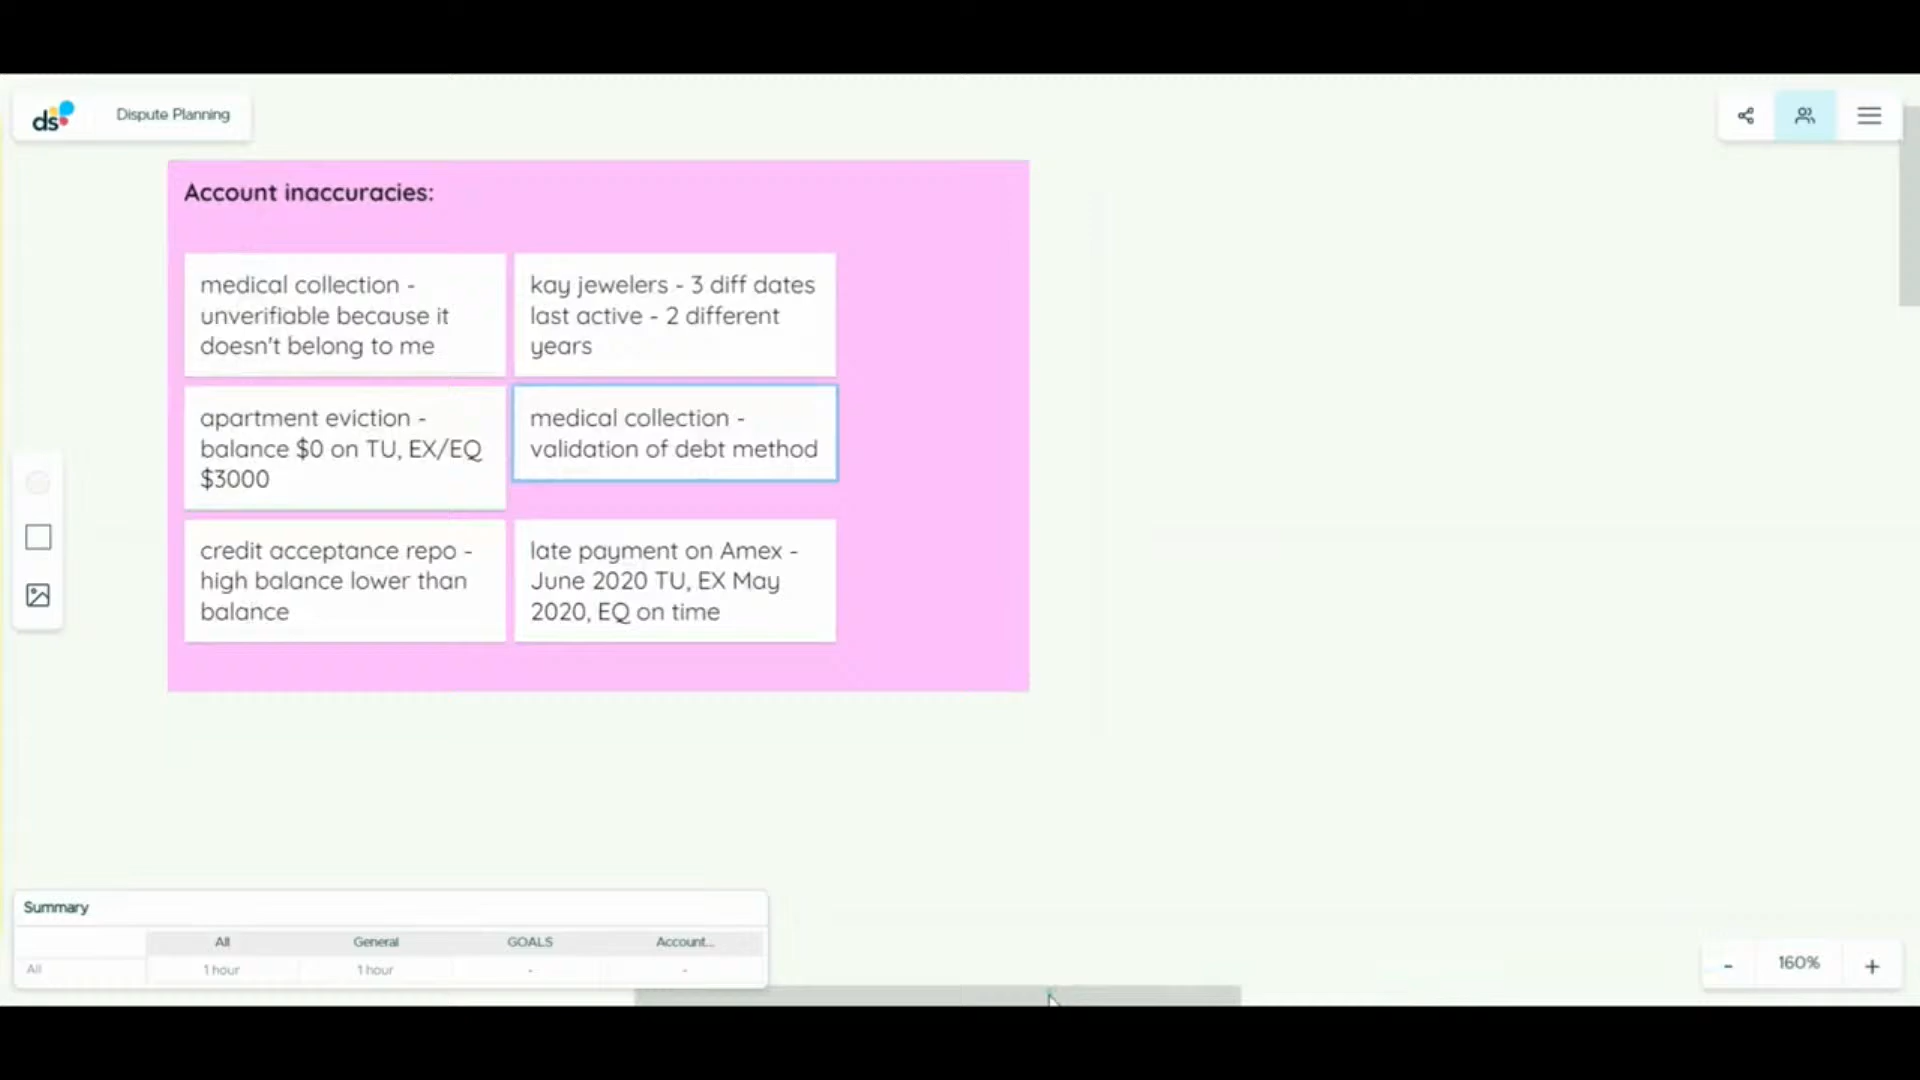 ds
Dispute Planning
Account inaccuracies:
medical collection -
unverifiable because it
doesn't belong to me
kay jewelers - 3 diff dates
last active - 2 different
years
apartment eviction -
balance $0 on TU, EX/EQ
$3000
medical collection -
validation of debt method
credit acceptance repo -
high balance lower than
balance
late payment on Amex -
June 2020 TU, EX May
2020, EQ on time
Summary
All General GOALS Account...
All 1 hour 1 hour - -
- 160% +